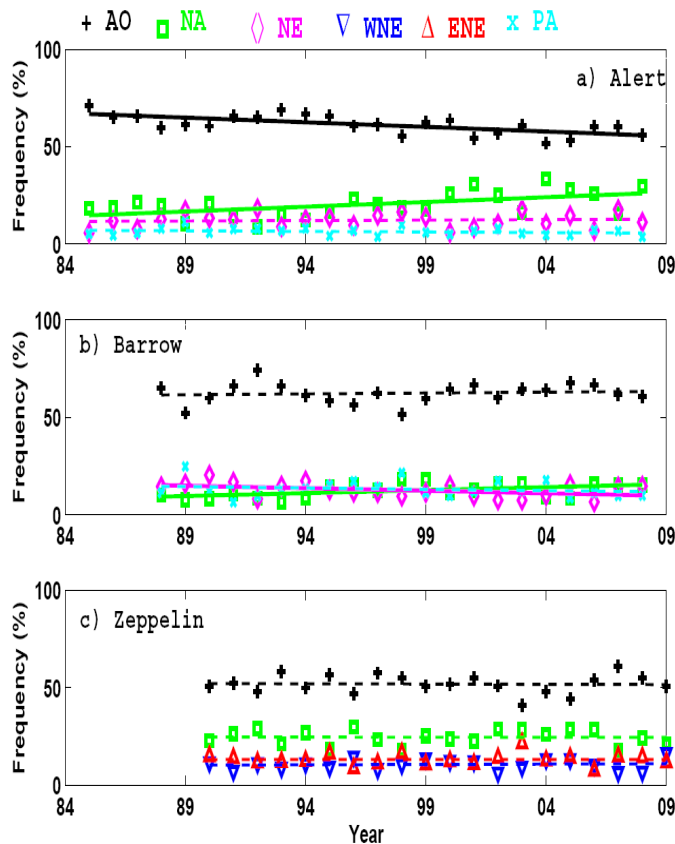 AO NA NE WNE ENE PA
100
a) Alert
Frequency (%)
50
0
84 89 94 99 04 09
100
b) Barrow
Frequency (%)
50
0
84 89 94 99 04 09
100
c) Zeppelin
Frequency (%)
50
0
84 89 94 99 04 09
Year